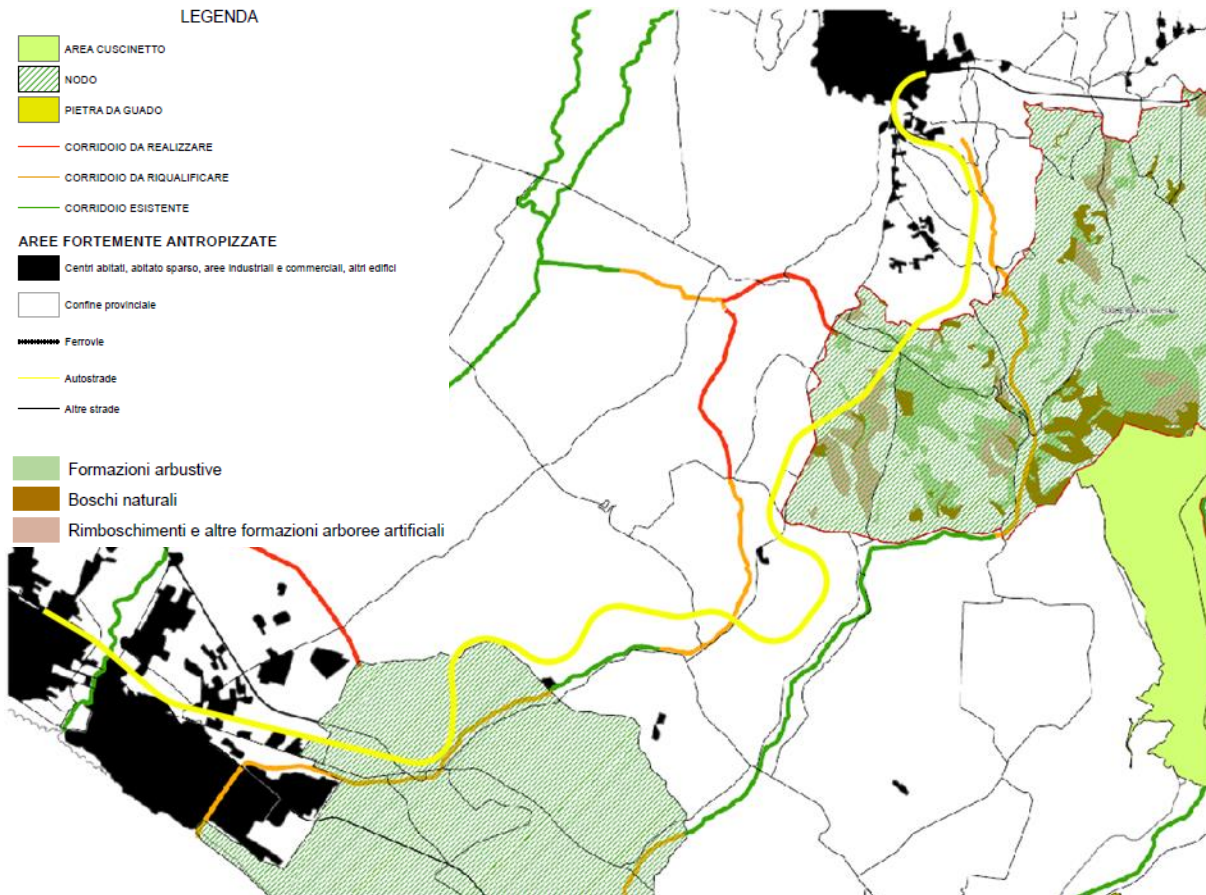 LEGENDA
AREA CUSCINETTO
NODO
PIETRA DA GUADO
CORRIDOIO DA REALIZZARE
CORRIDOIO DA RIQUALIFICARE
CORRIDOIO ESISTENTE
AREE FORTEMENTE ANTROPIZZATE
Centri abitati, abitato sparso, aree industriali e commerciali, altri edifici
Confine provinciale
Ferrovie
Autostrade
Altre strade
Formazioni arbustive
Boschi naturali
Rimboschimenti e altre formazioni arboree artificiali